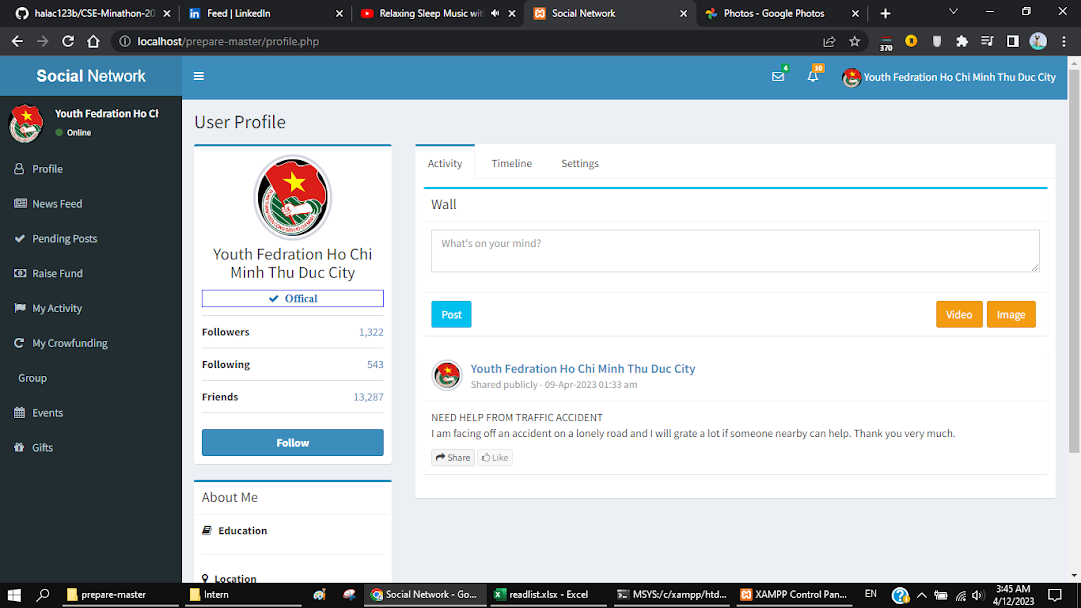 halac123b/CSE-Minathon-20
Feed | LinkedIn
Relaxing Sleep Music wit
Social Network
Photos - Google Photos
localhost/prepare-master/profile.php
370
Social Network
4
10
Youth Fedration Ho Chi Minh Thu Duc City
Youth Fedration Ho Chi
Online
Profile
News Feed
Pending Posts
Raise Fund
My Activity
My Crowfunding
Group
Events
Gifts
User Profile
Youth Fedration Ho Chi
Minh Thu Duc City
Offical
Followers 1,322
Following 543
Friends 13,287
Follow
About Me
Education
Location
Activity Timeline Settings
Wall
What's on your mind?
Post Video Image
Youth Fedration Ho Chi Minh Thu Duc City
Shared publicly - 09-Apr-2023 01:33 am
NEED HELP FROM TRAFFIC ACCIDENT
I am facing off an accident on a lonely road and I will grate a lot if someone nearby can help. Thank you very much.
Share Like
prepare-master
Intern
Social Network - Go...
readlist.xlsx - Excel
MSYS:/c/xampp/htd...
XAMPP Control Pan...
EN
3:45 AM
4/12/2023